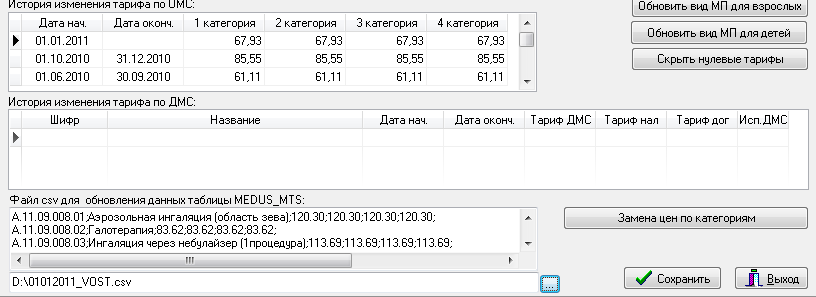 История изменения тарифа по ОМС:
Обновить вид МП для взрослых
Дата нач. Дата оконч. 1 категория 2 категория 3 категория 4 категория
01.01.2011 67,93 67,93 67,93 67,93
Обновить вид МП для детей
01.10.2010 31.12.2010 85,55 85,55 85,55 85,55
Скрыть нулевые тарифы
01.06.2010 30.09.2010 61,11 61,11 61,11 61,11
История изменения тарифа по ДМС:
Шифр Название Дата нач. Дата оконч. Тариф ДМС Тариф нал Тариф дог Исп.ДМС
Файл csv для обновления данных таблицы MEDUS_MTS:
A.11.09.008.01;Аэрозольная ингаляция (область зева);120.30;120.30;120.30;120.30;
A.11.09.008.02;Галотерапия;83.62;83.62;83.62;83.62;
A.11.09.008.03;Ингаляция через небулайзер (1процедура);113.69;113.69;113.69;113.69;
Замена цен по категориям
D:\01012011_VOST.csv
...
Сохранить
Выход